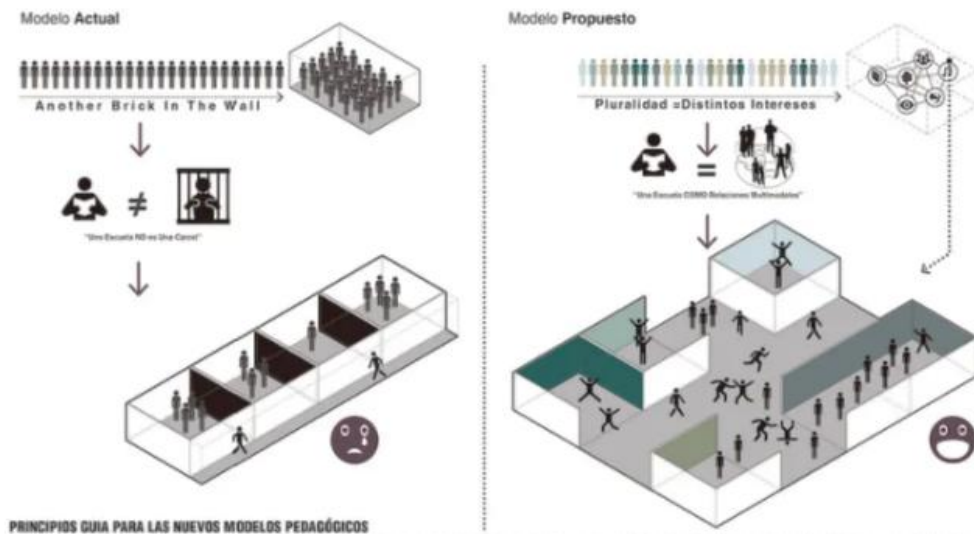 Modelo Actual
Another Brick In The Wall
≠
"Una Escuela NO es Una Carcel"
Modelo Propuesto
Pluralidad =Distintos Intereses
=
"Una Escuela COMO Relaciones Multimodales"
PRINCIPIOS GUIA PARA LAS NUEVOS MODELOS PEDAGÓGICOS